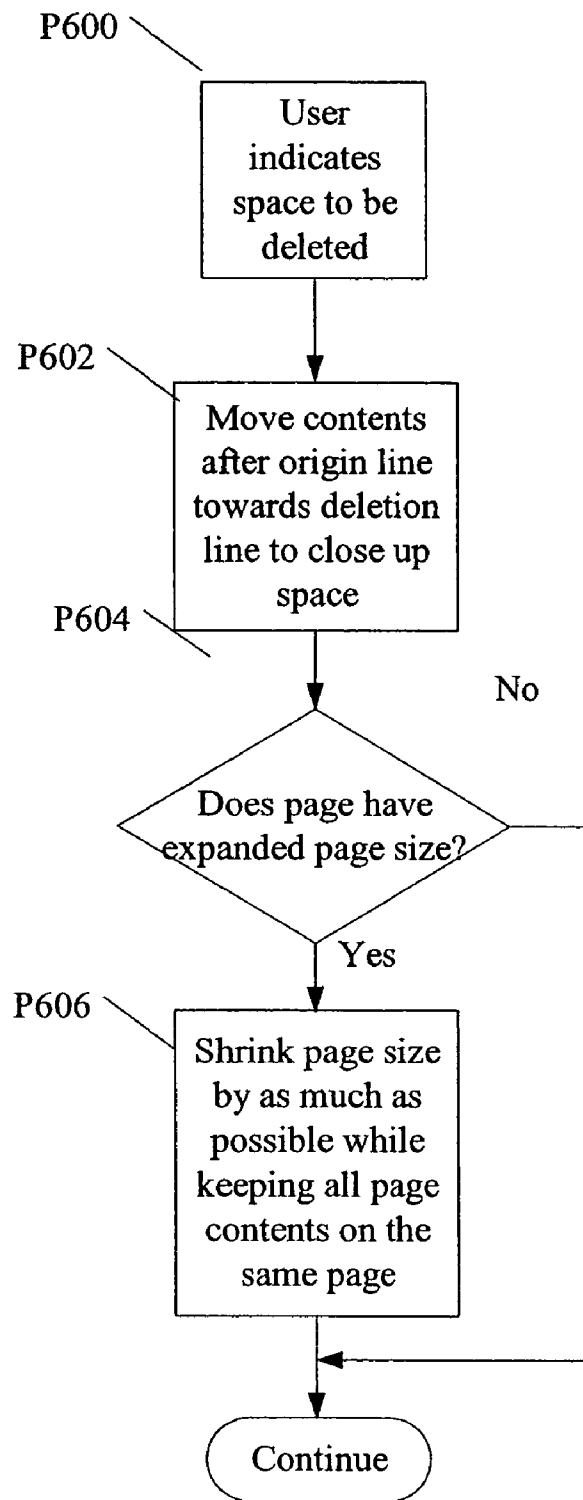 P600
User
indicates
space to be
deleted
P602
Move contents
after origin line
towards deletion
line to close up
space
P604
No
Does page have
expanded page size?
Yes
P606
Shrink page size
by as much as
possible while
keeping all page
contents on the
same page
Continue